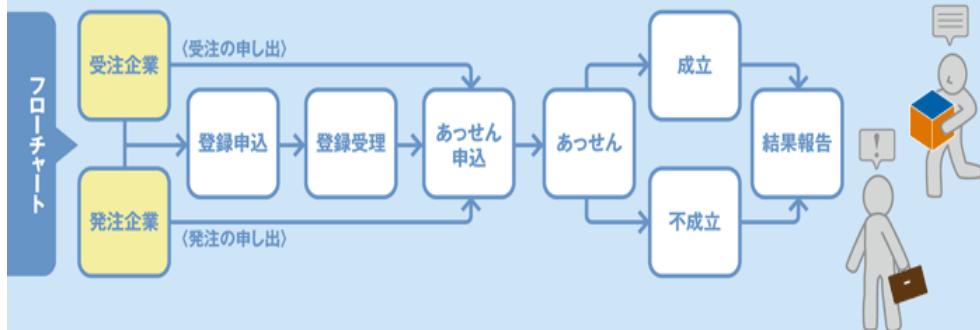 フローチャート
受注企業
〈受注の申し出〉
登録申込
登録受理
あっせん
申込
あっせん
成立
結果報告
発注企業
〈発注の申し出〉
不成立
!